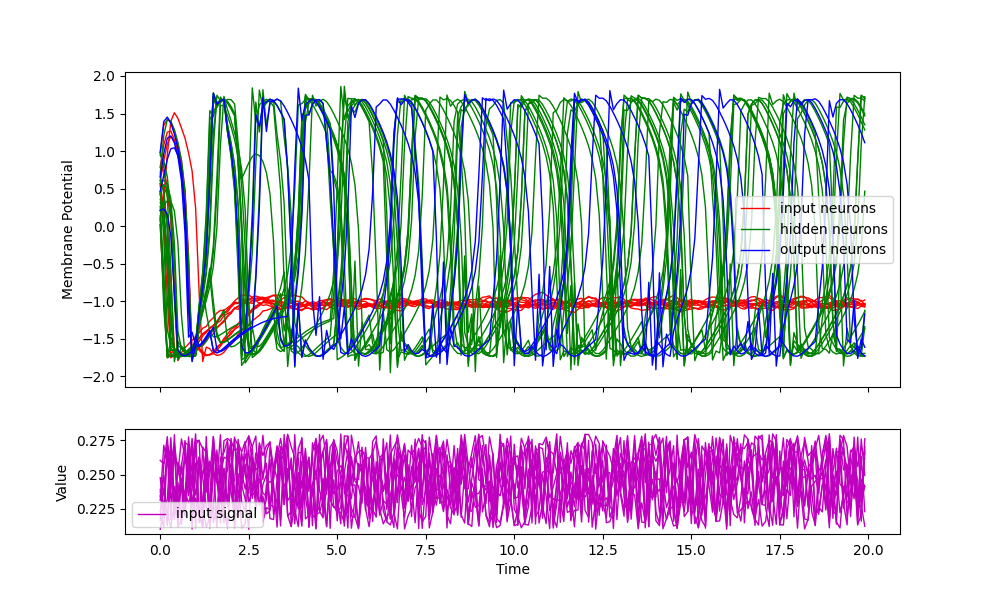 2.0
1.5
1.0
0.5
0.0
−0.5
−1.0
−1.5
−2.0
Membrane Potential
input neurons
hidden neurons
output neurons
0.275
0.250
0.225
Value
input signal
0.0 2.5 5.0 7.5 10.0 12.5 15.0 17.5 20.0
Time